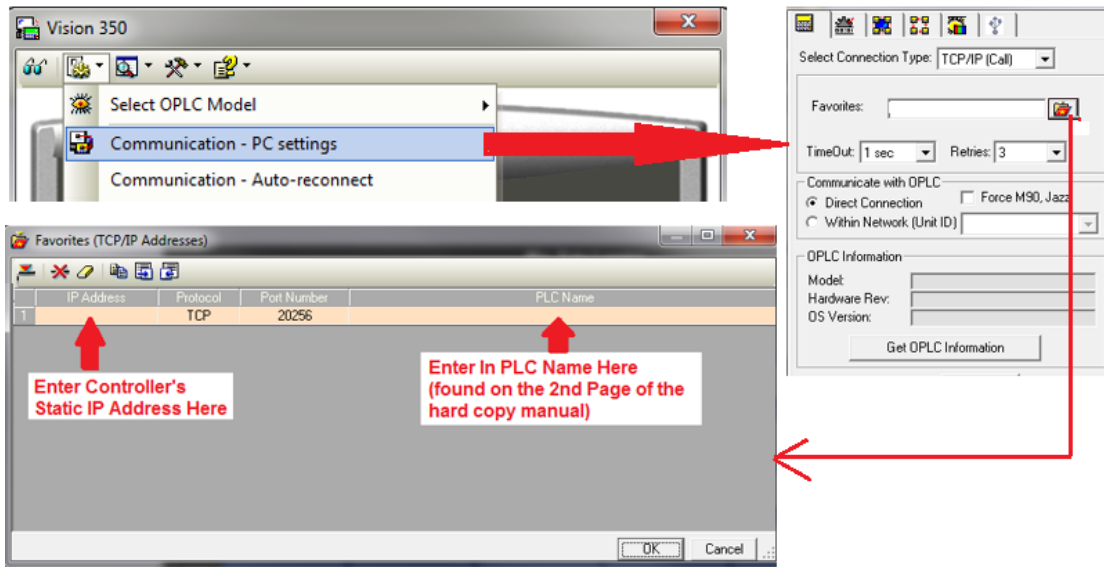 Vision 350
Select OPLC Model
Communication - PC settings
Communication - Auto-reconnect
Select Connection Type: TCP/IP (Call)
Favorites:
TimeOut: 1 sec Retries: 3
Communicate with OPLC
Direct Connection Force M90, Jazz
Within Network (Unit ID)
OPLC Information
Model:
Hardware Rev:
OS Version:
Get OPLC Information
Favorites (TCP/IP Addresses)
IP Address Protocol Port Number PLC Name
1 TCP 20256
Enter Controller's
Static IP Address Here
Enter In PLC Name Here
(found on the 2nd Page of the
hard copy manual)
OK Cancel